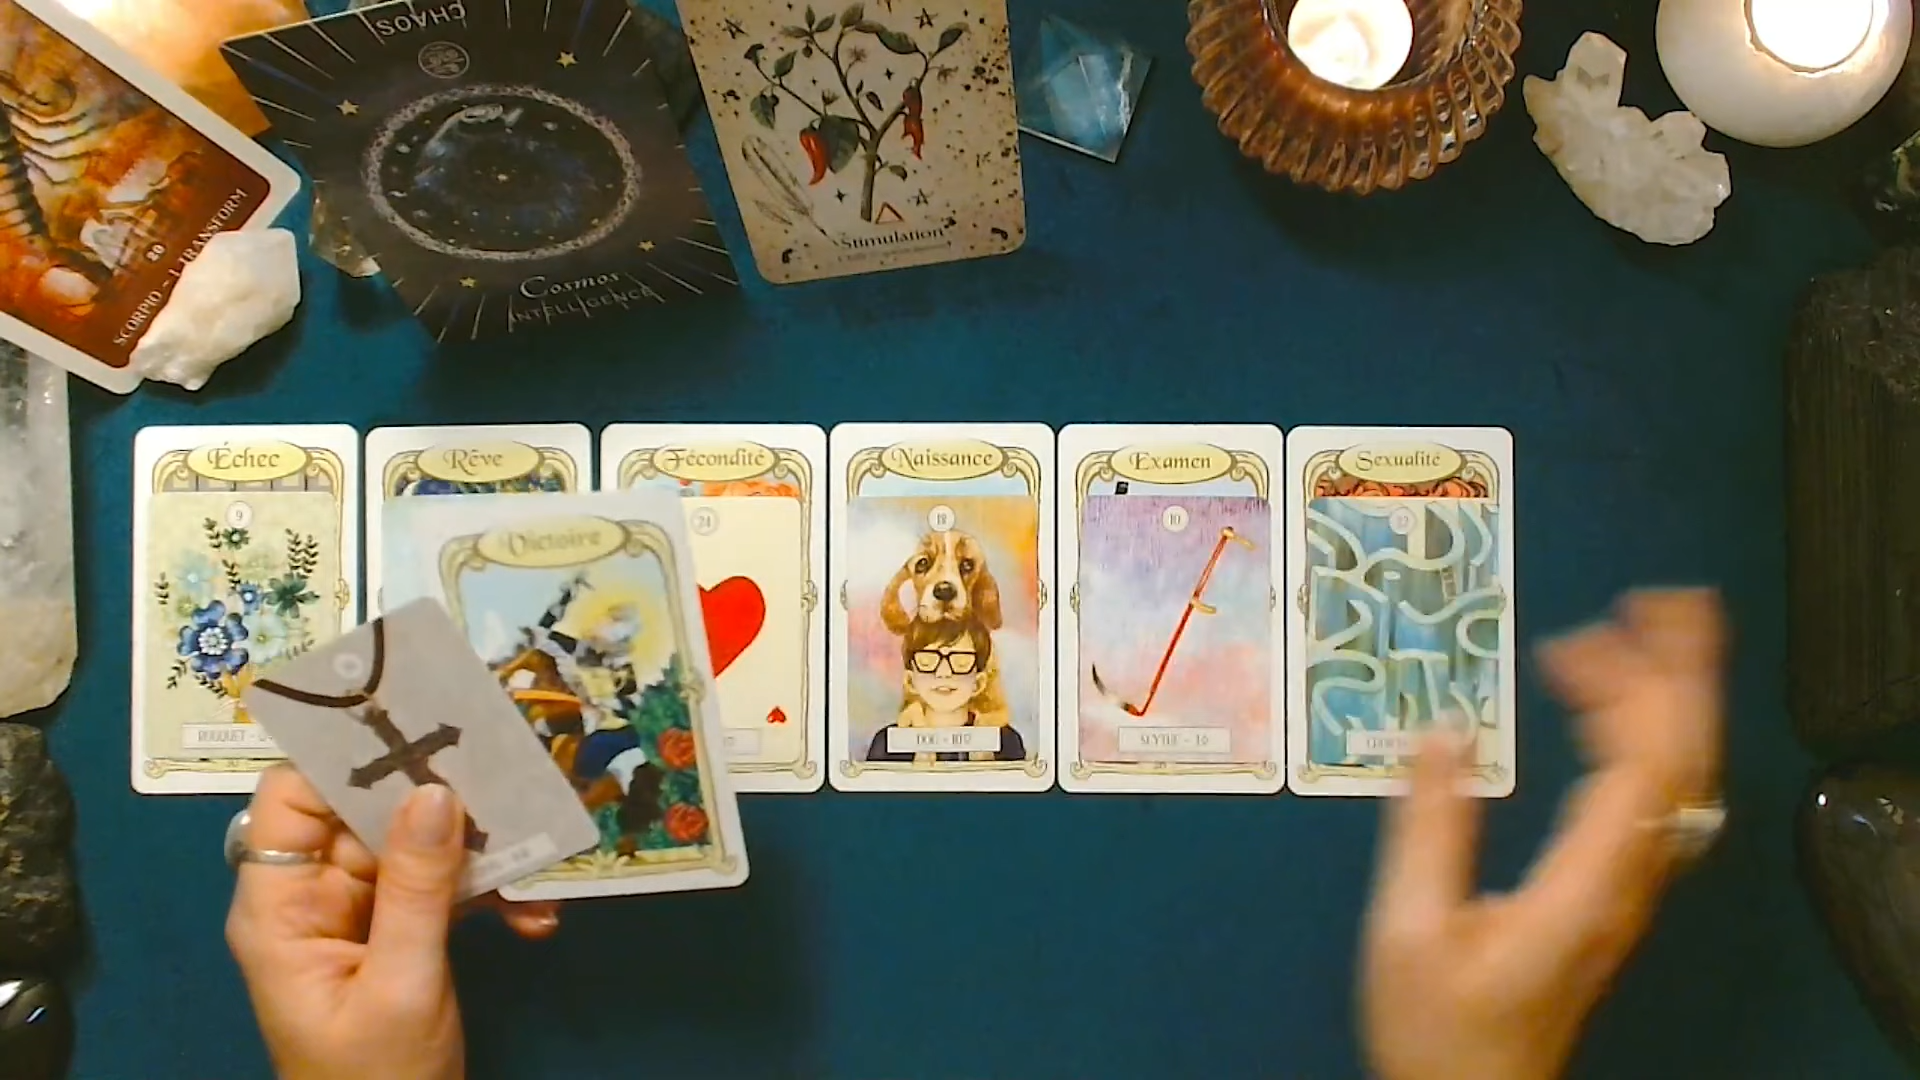 CHAOS
Cosmos
INTELLIGENCE
Stimulation
20
SCORPIO - I TRANSFORM
Échec
Rêve
Fécondité
Naissance
Examen
Sexualité
9
24
18
10
Victoire
BOUQUET
DOG - 10♡
SCYTHE - J◇